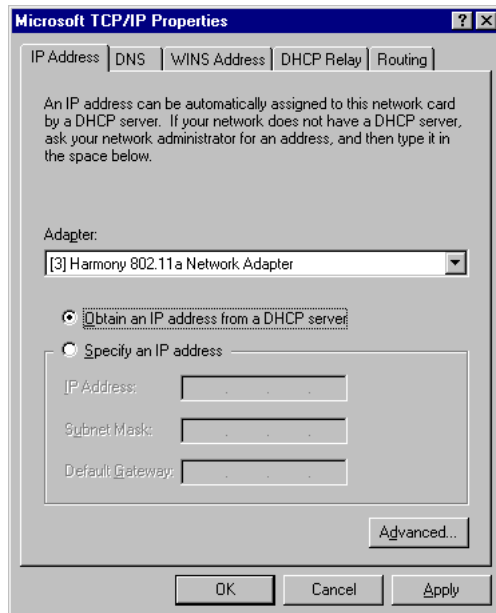 Microsoft TCP/IP Properties
IP Address DNS WINS Address DHCP Relay Routing
An IP address can be automatically assigned to this network card
by a DHCP server. If your network does not have a DHCP server,
ask your network administrator for an address, and then type it in
the space below.
Adapter:
[3] Harmony 802.11a Network Adapter
Obtain an IP address from a DHCP server
Specify an IP address
IP Address:
Subnet Mask:
Default Gateway:
Advanced...
OK Cancel Apply